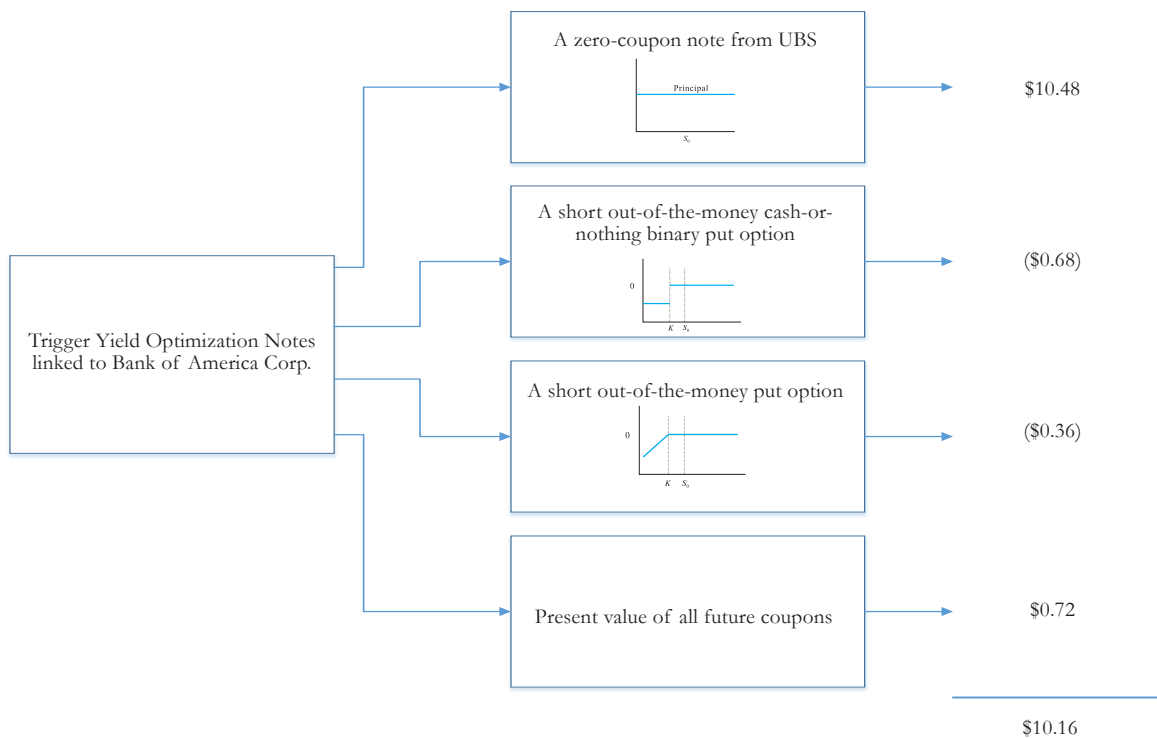 A zero-coupon note from UBS
Principal
S₀
$10.48
A short out-of-the-money cash-or-
nothing binary put option
0
K S₀
($0.68)
Trigger Yield Optimization Notes
linked to Bank of America Corp.
A short out-of-the-money put option
0
K S₀
($0.36)
Present value of all future coupons
$0.72
$10.16